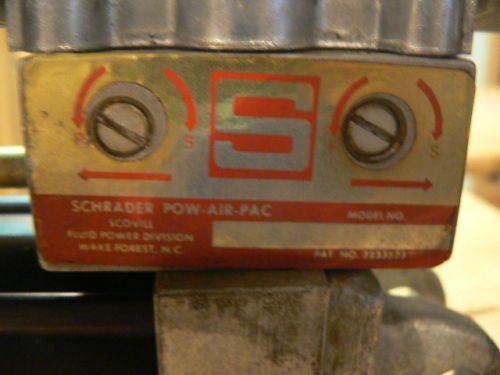 F S
S
F S
SCHRADER POW-AIR-PAC
SCOVILL
FLUID POWER DIVISION
WAKE FOREST, N.C.
MODEL NO.
PAT. NO.